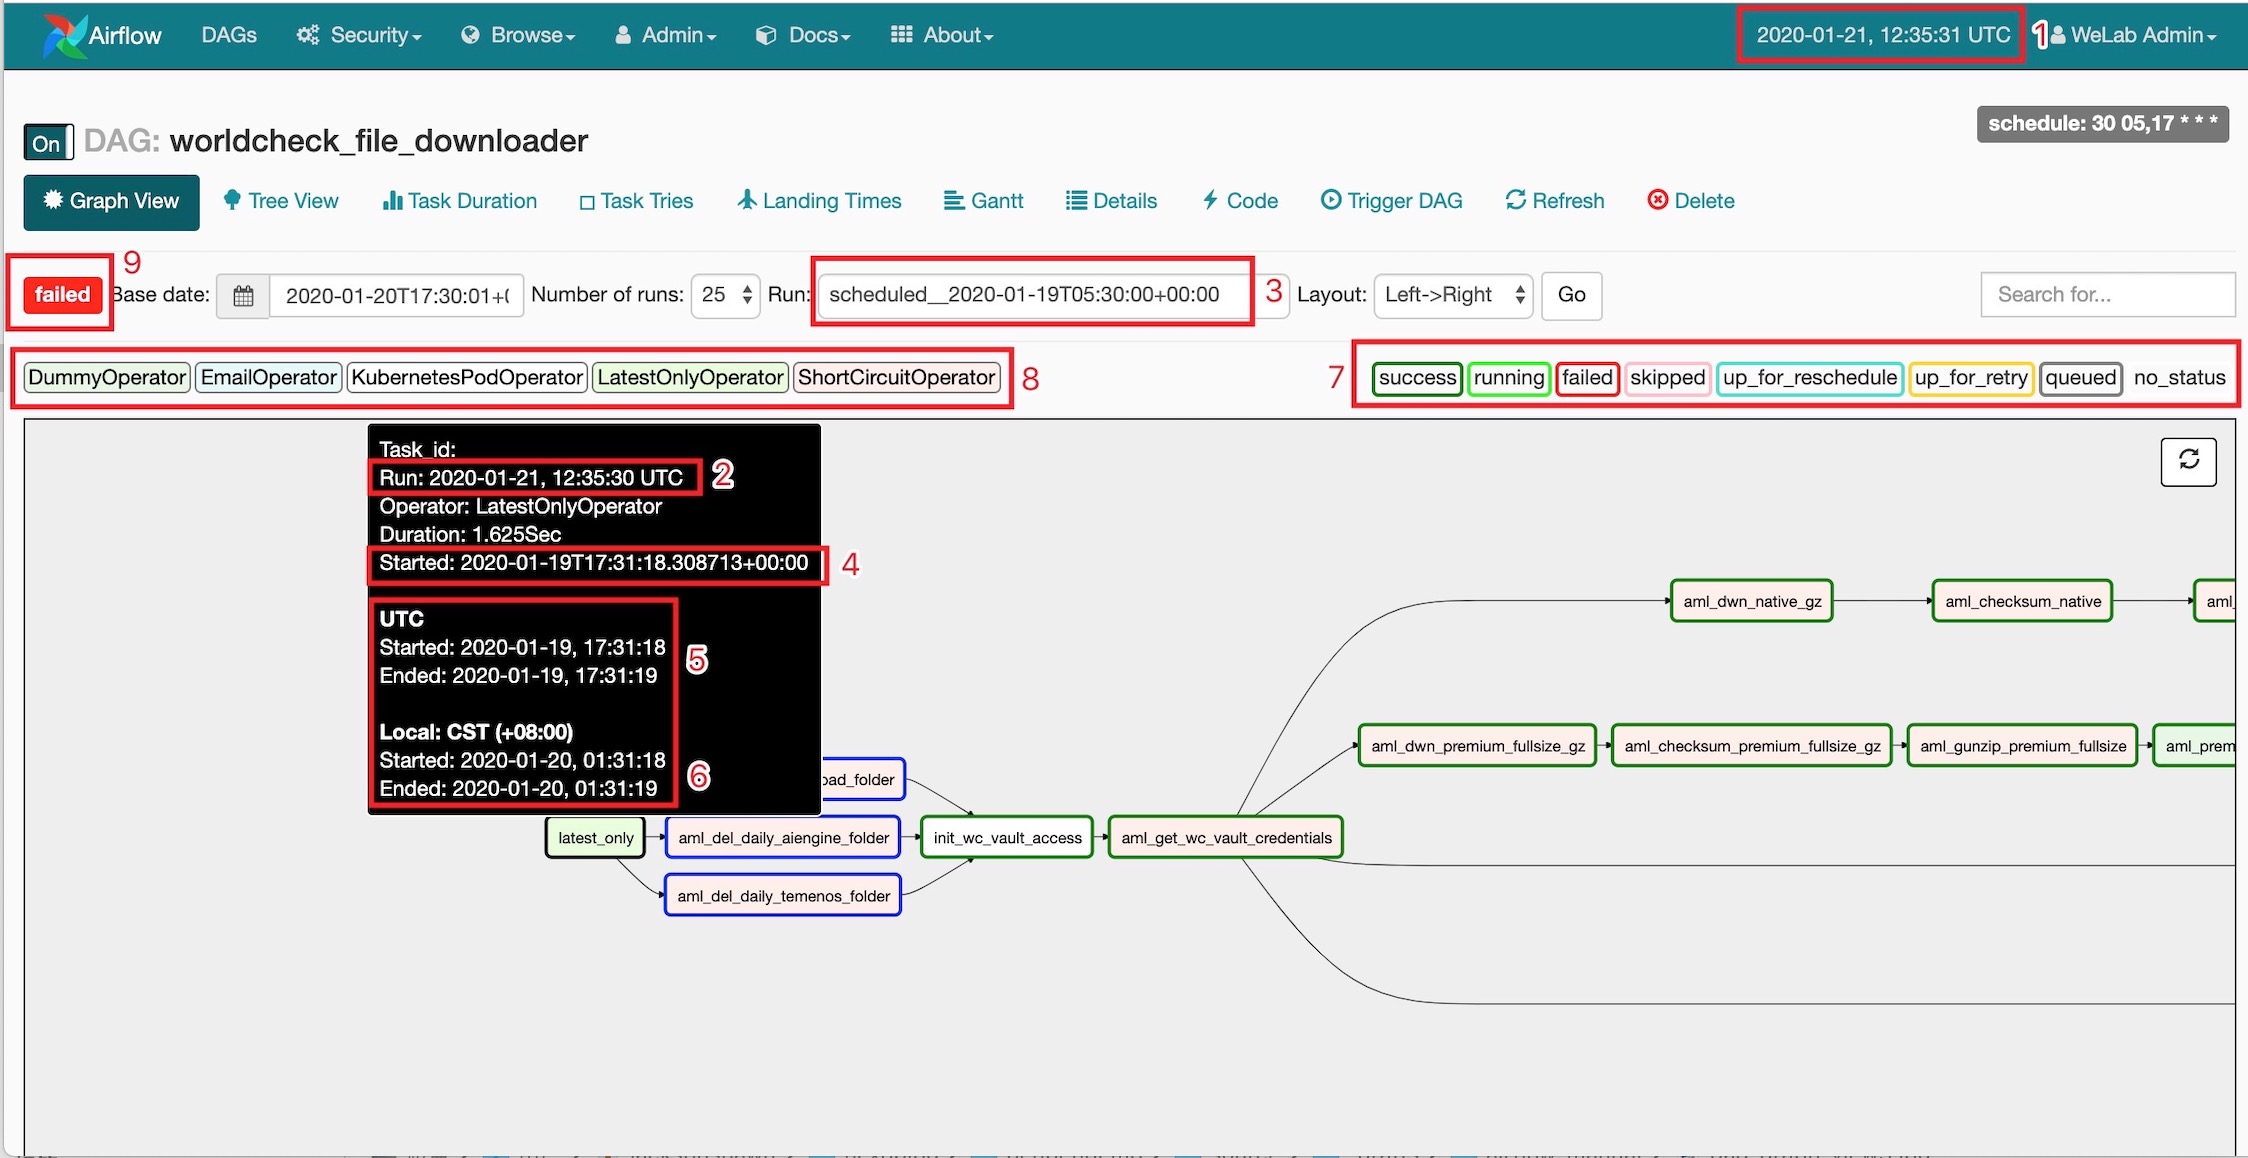 Airflow DAGs Security Browse Admin Docs About 2020-01-21, 12:35:31 UTC 1 WeLab Admin
schedule: 30 05,17 * * *
On DAG: worldcheck_file_downloader
Graph View Tree View Task Duration Task Tries Landing Times Gantt Details Code Trigger DAG Refresh Delete
9
failed Base date: 2020-01-20T17:30:01+( Number of runs: 25 Run: scheduled__2020-01-19T05:30:00+00:00 3 Layout: Left->Right Go Search for...
DummyOperator EmailOperator KubernetesPodOperator LatestOnlyOperator ShortCircuitOperator 8 7 success running failed skipped up_for_reschedule up_for_retry queued no_status
Task_id:
Run: 2020-01-21, 12:35:30 UTC 2
Operator: LatestOnlyOperator
Duration: 1.625Sec
Started: 2020-01-19T17:31:18.308713+00:00 4
UTC
Started: 2020-01-19, 17:31:18 5
Ended: 2020-01-19, 17:31:19
Local: CST (+08:00)
Started: 2020-01-20, 01:31:18 6
Ended: 2020-01-20, 01:31:19
aml_dwn_native_gz aml_checksum_native aml_
aml_dwn_premium_fullsize_gz aml_checksum_premium_fullsize_gz aml_gunzip_premium_fullsize aml_prem
oad_folder
latest_only aml_del_daily_aiengine_folder init_wc_vault_access aml_get_wc_vault_credentials
aml_del_daily_temenos_folder